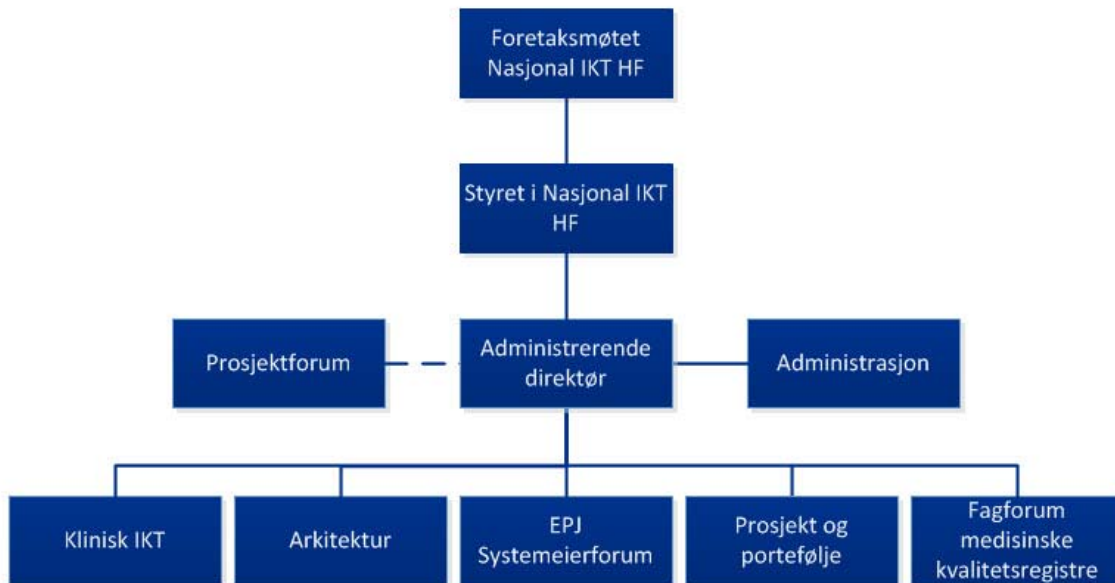 Foretaksmøtet
Nasjonal IKT HF
Styret i Nasjonal IKT
HF
Prosjektforum
Administrerende
direktør
Administrasjon
Klinisk IKT
Arkitektur
EPJ
Systemeierforum
Prosjekt og
portefølje
Fagforum
medisinske
kvalitetsregistre